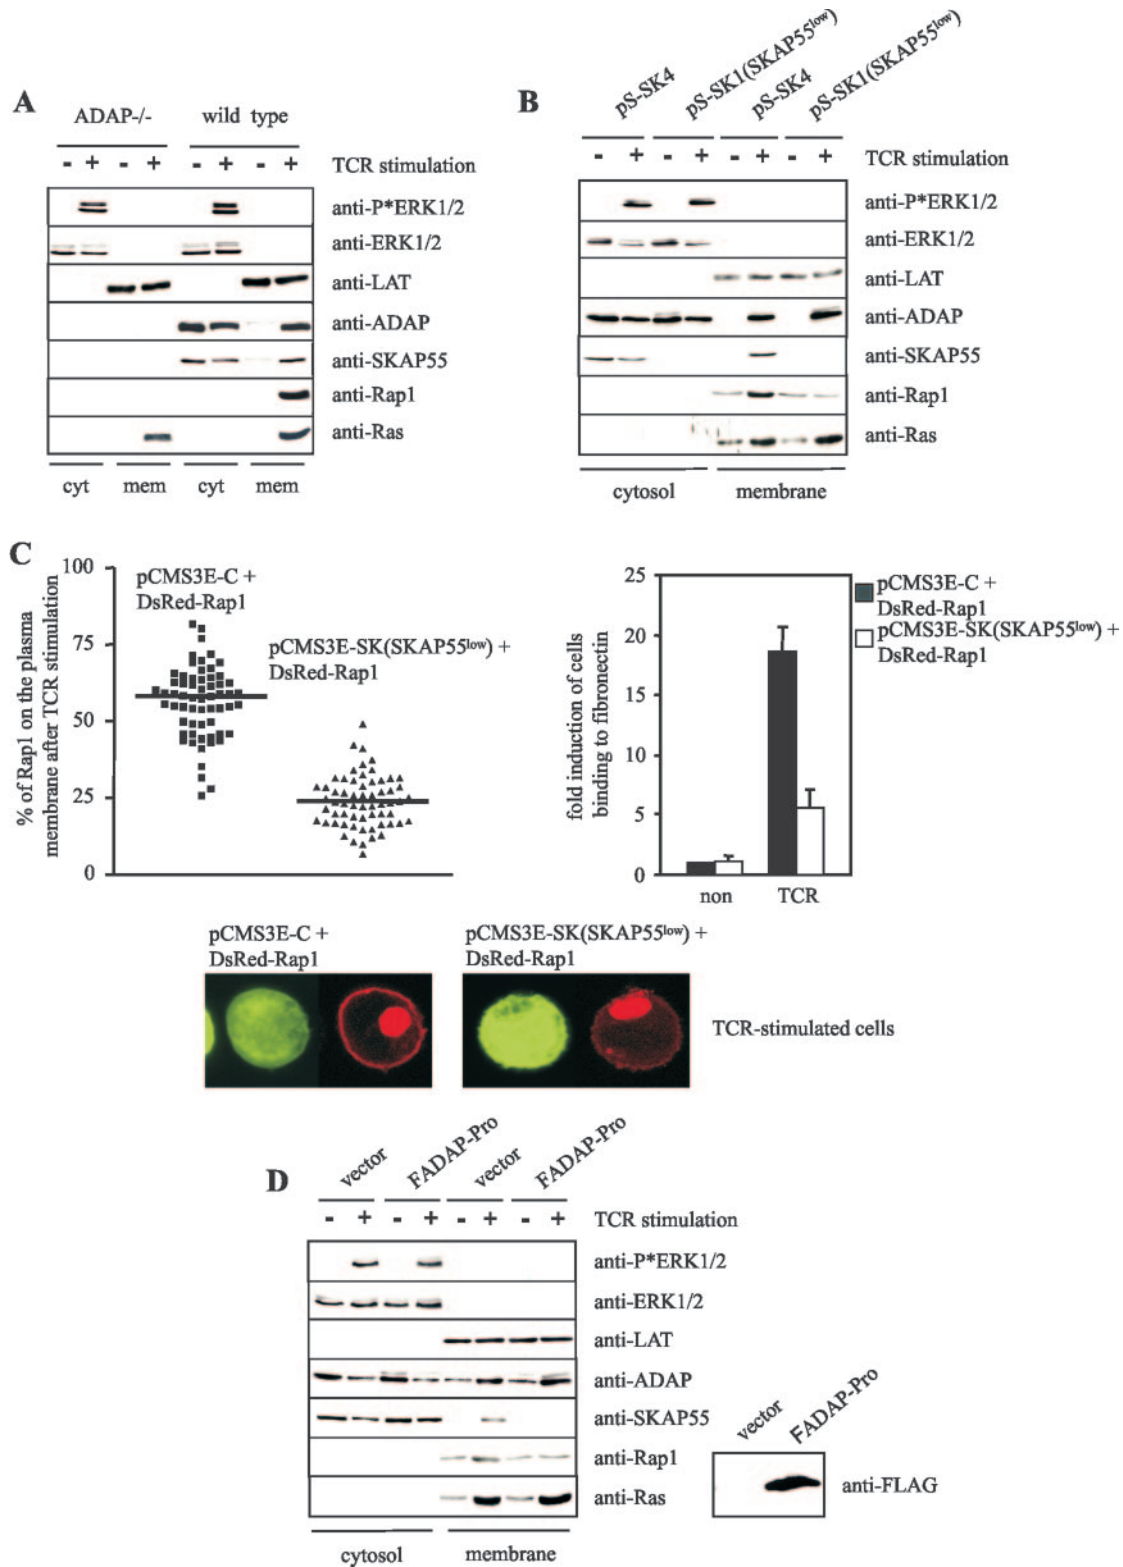 A
ADAP-/- wild type
- + - + - + - + TCR stimulation
anti-P*ERK1/2
anti-ERK1/2
anti-LAT
anti-ADAP
anti-SKAP55
anti-Rap1
anti-Ras
cyt mem cyt mem
B
pS-SK4 pS-SK1(SKAP55low) pS-SK4 pS-SK1(SKAP55low)
- + - + - + - + TCR stimulation
anti-P*ERK1/2
anti-ERK1/2
anti-LAT
anti-ADAP
anti-SKAP55
anti-Rap1
anti-Ras
cytosol membrane
C
% of Rap1 on the plasma
membrane after TCR stimulation
100
75
50
25
0
pCMS3E-C +
DsRed-Rap1
pCMS3E-SK(SKAP55low) +
DsRed-Rap1
fold induction of cells
binding to fibronectin
25
20
15
10
5
0
non TCR
pCMS3E-C +
DsRed-Rap1
pCMS3E-SK(SKAP55low) +
DsRed-Rap1
pCMS3E-C +
DsRed-Rap1
pCMS3E-SK(SKAP55low) +
DsRed-Rap1
TCR-stimulated cells
D
vector FADAP-Pro vector FADAP-Pro
- + - + - + - + TCR stimulation
anti-P*ERK1/2
anti-ERK1/2
anti-LAT
anti-ADAP
anti-SKAP55
anti-Rap1
anti-Ras
cytosol membrane
vector FADAP-Pro
anti-FLAG